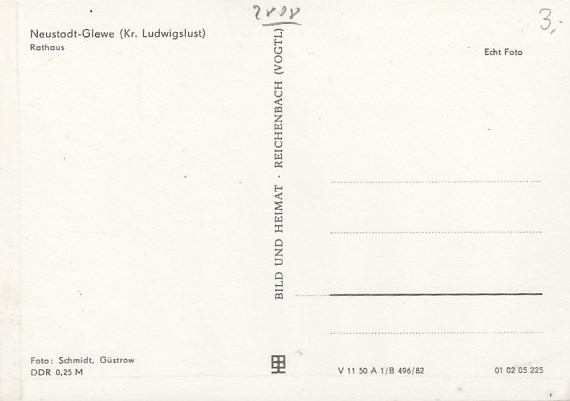 Neustadt-Glewe (Kr. Ludwigslust)
Rathaus
3,-
Echt Foto
BILD UND HEIMAT · REICHENBACH (VOGTL)
Foto: Schmidt, Güstrow
DDR 0,25 M
V 11 50 A 1/B 496/82
01 02 05 225